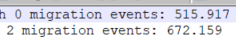 h 0 migration events: 515.917
2 migration events: 672.159